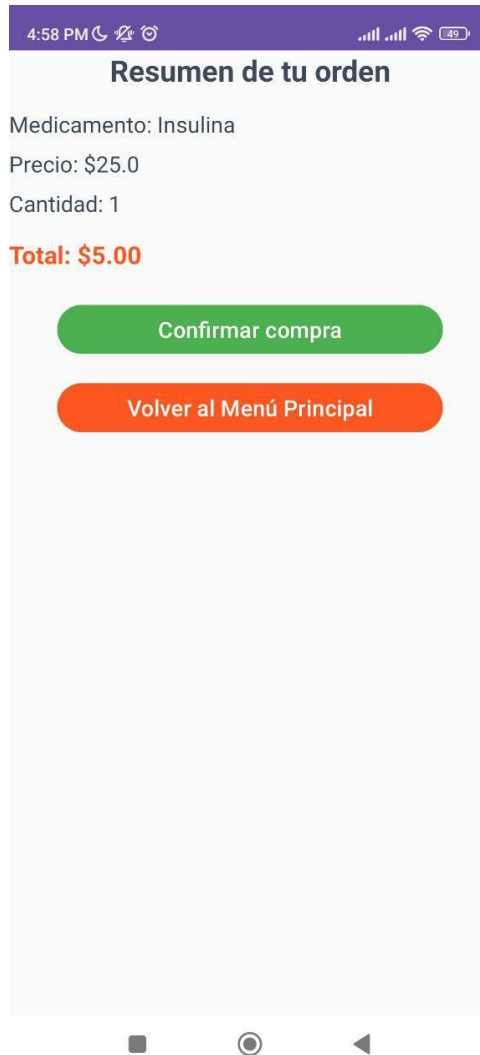 4:58 PM 49
Resumen de tu orden
Medicamento: Insulina
Precio: $25.0
Cantidad: 1
Total: $5.00
Confirmar compra
Volver al Menú Principal